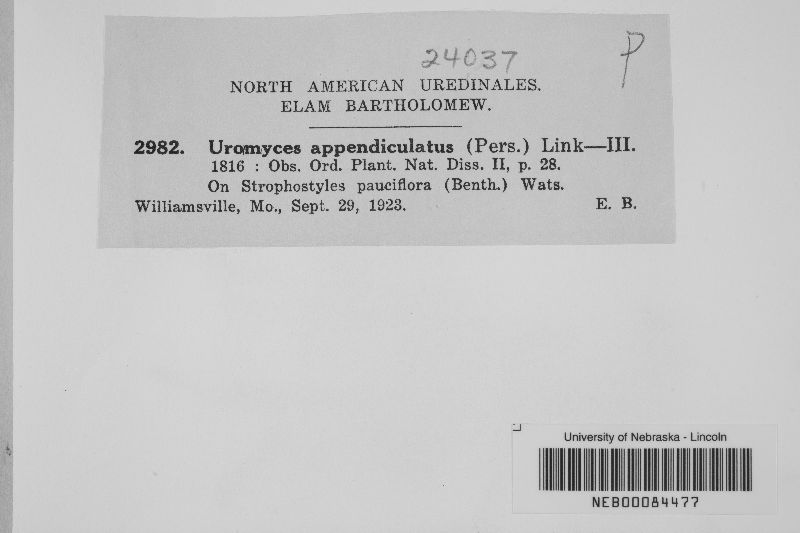 24037
P
NORTH AMERICAN UREDINALES.
ELAM BARTHOLOMEW.
2982. Uromyces appendiculatus (Pers.) Link—III.
1816 : Obs. Ord. Plant. Nat. Diss. II, p. 28.
On Strophostyles pauciflora (Benth.) Wats.
Williamsville, Mo., Sept. 29, 1923. E. B.
University of Nebraska - Lincoln
NEB00084477